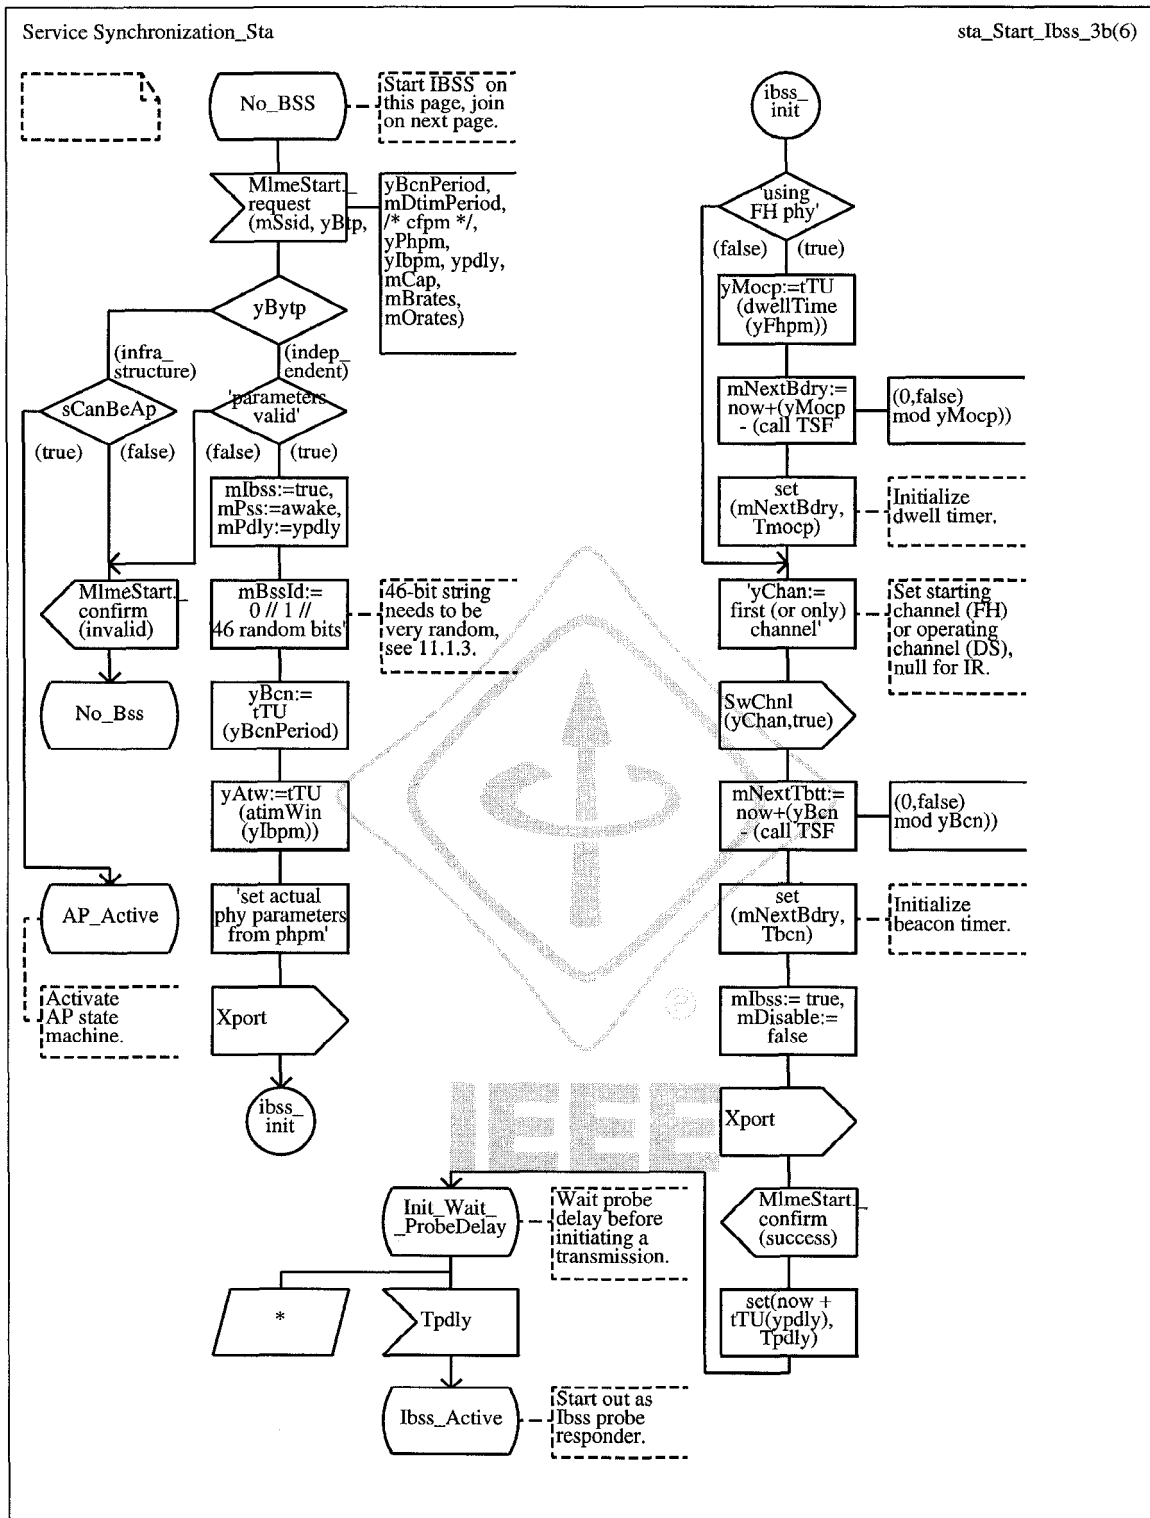 Service Synchronization_Sta
sta_Start_Ibss_3b(6)
No_BSS
Start IBSS on
this page, join
on next page.
MlmeStart._
request
(mSsid, yBtp,
yBcnPeriod,
mDtimPeriod,
/* cfpm */,
yPhpm,
yIbpm, ypdly,
mCap,
mBrates,
mOrates)
yBytp
(infra_
structure)
(indep_
endent)
sCanBeAp
'parameters
valid'
(true)
(false)
(false)
(true)
mIbss:=true,
mPss:=awake,
mPdly:=ypdly
MlmeStart._
confirm
(invalid)
mBssId:=
0 // 1 //
46 random bits'
46-bit string
needs to be
very random,
see 11.1.3.
No_Bss
yBcn:=
tTU
(yBcnPeriod)
yAtw:=tTU
(atimWin
(yIbpm))
AP_Active
'set actual
phy parameters
from phpm'
Activate
AP state
machine.
Xport
ibss_
init
ibss_
init
'using
FH phy'
(false)
(true)
yMocp:=tTU
(dwellTime
(yFhpm))
mNextBdry:=
now+(yMocp
- (call TSF
(0,false)
mod yMocp))
set
(mNextBdry,
Tmocp)
Initialize
dwell timer.
'yChan:=
first (or only)
channel'
Set starting
channel (FH)
or operating
channel (DS),
null for IR.
SwChnl
(yChan,true)
mNextTbtt:=
now+(yBcn
- (call TSF
(0,false)
mod yBcn))
set
(mNextBdry,
Tbcn)
Initialize
beacon timer.
mIbss:= true,
mDisable:=
false
Xport
MlmeStart._
confirm
(success)
set(now +
tTU(ypdly),
Tpdly)
Init_Wait_
_ProbeDelay
Wait probe
delay before
initiating a
transmission.
*
Tpdly
Ibss_Active
Start out as
Ibss probe
responder.
IEEE